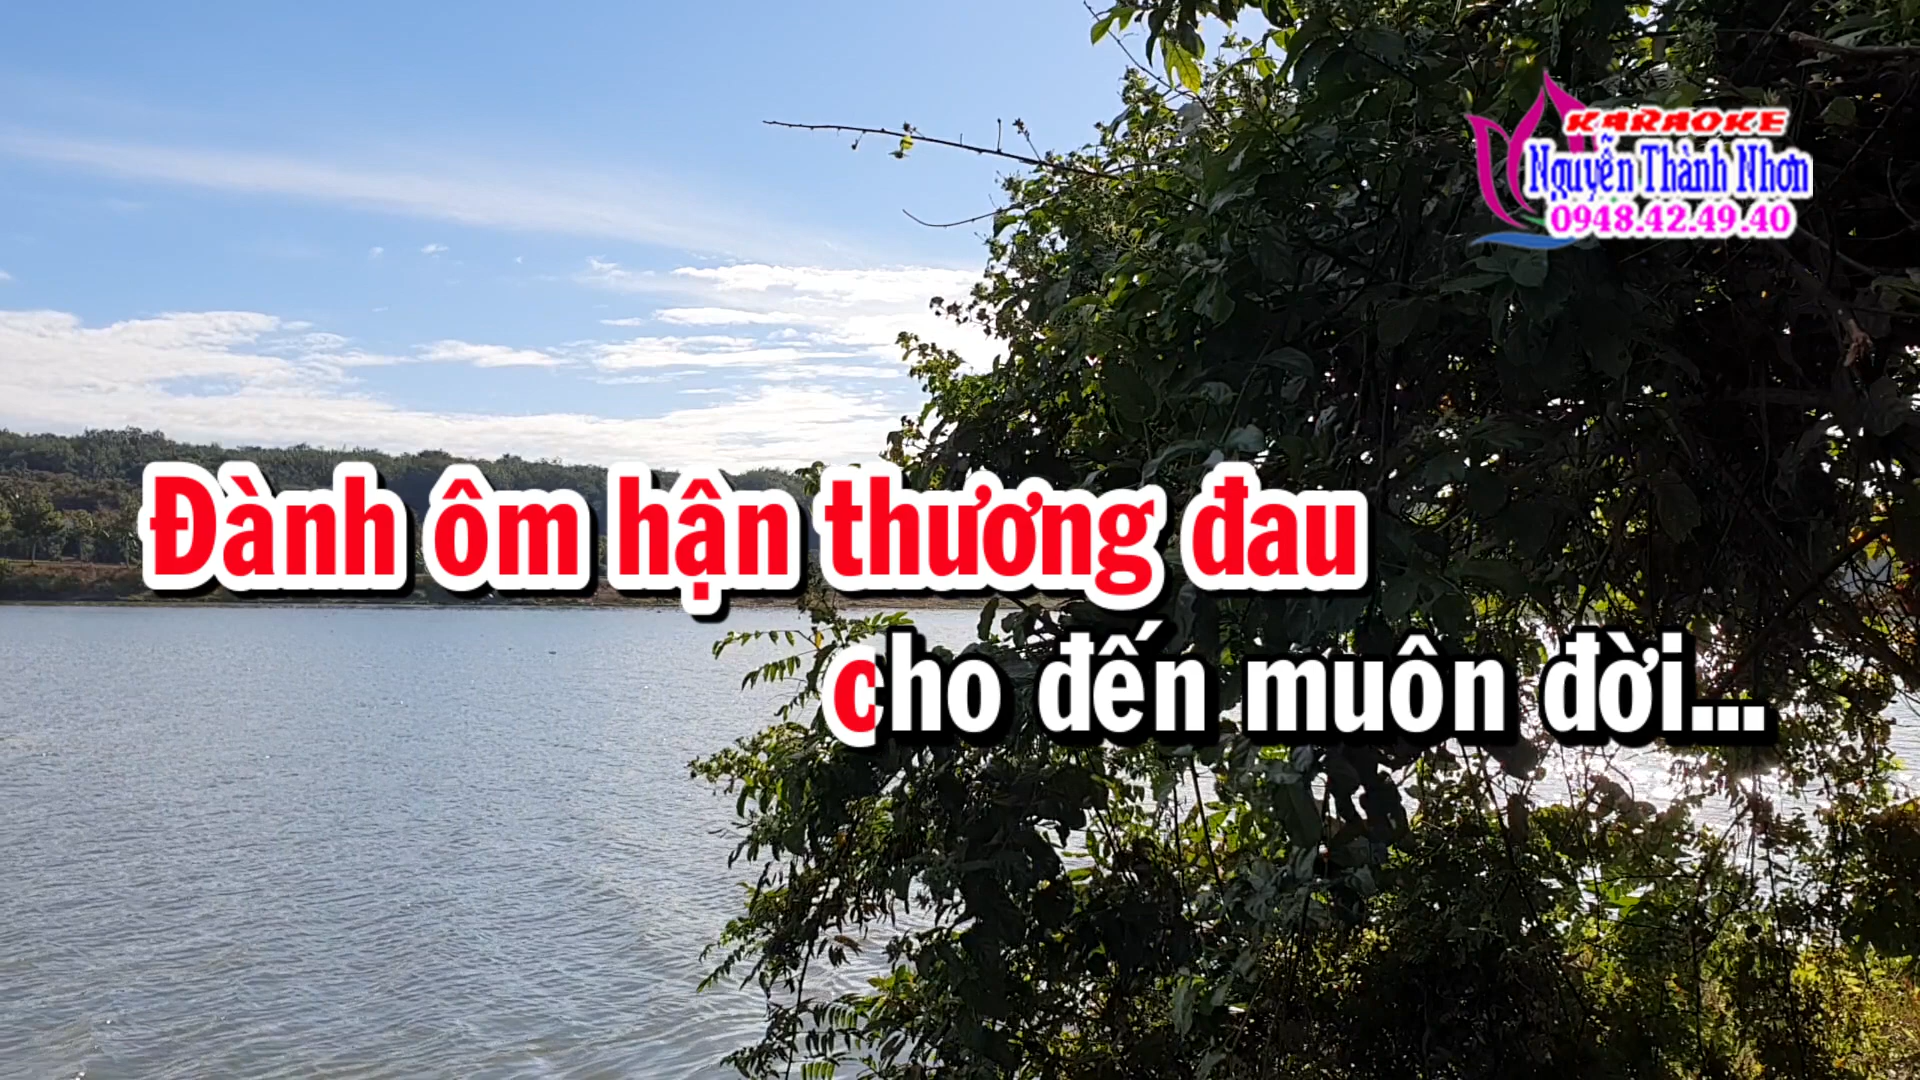 KARAOKE
Nguyễn Thành Nhơn
0948.42.49.40
Đành ôm hận thương đau
cho đến muôn đời...